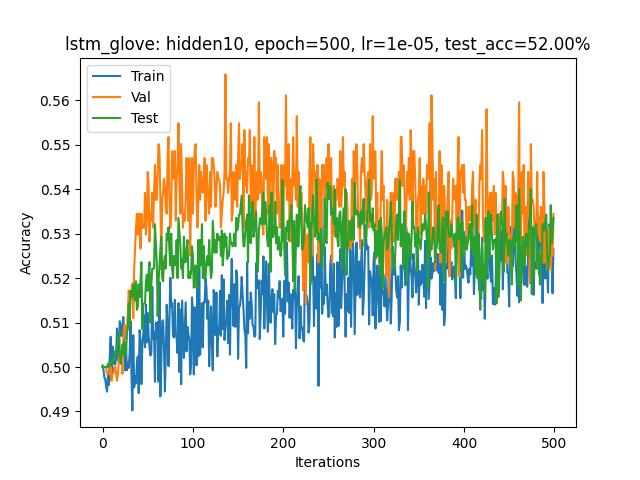 lstm_glove: hidden10, epoch=500, lr=1e-05, test_acc=52.00%
Train
Val
Test
0.56
0.55
0.54
0.53
0.52
0.51
0.50
0.49
Accuracy
0 100 200 300 400 500
Iterations